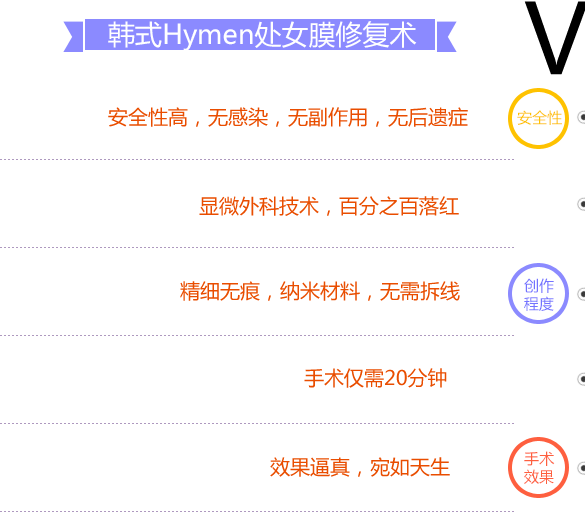 韩式Hymen处女膜修复术
V
安全性高，无感染，无副作用，无后遗症
安全性
显微外科技术，百分之百落红
精细无痕，纳米材料，无需拆线
创作
程度
手术仅需20分钟
效果逼真，宛如天生
手术
效果